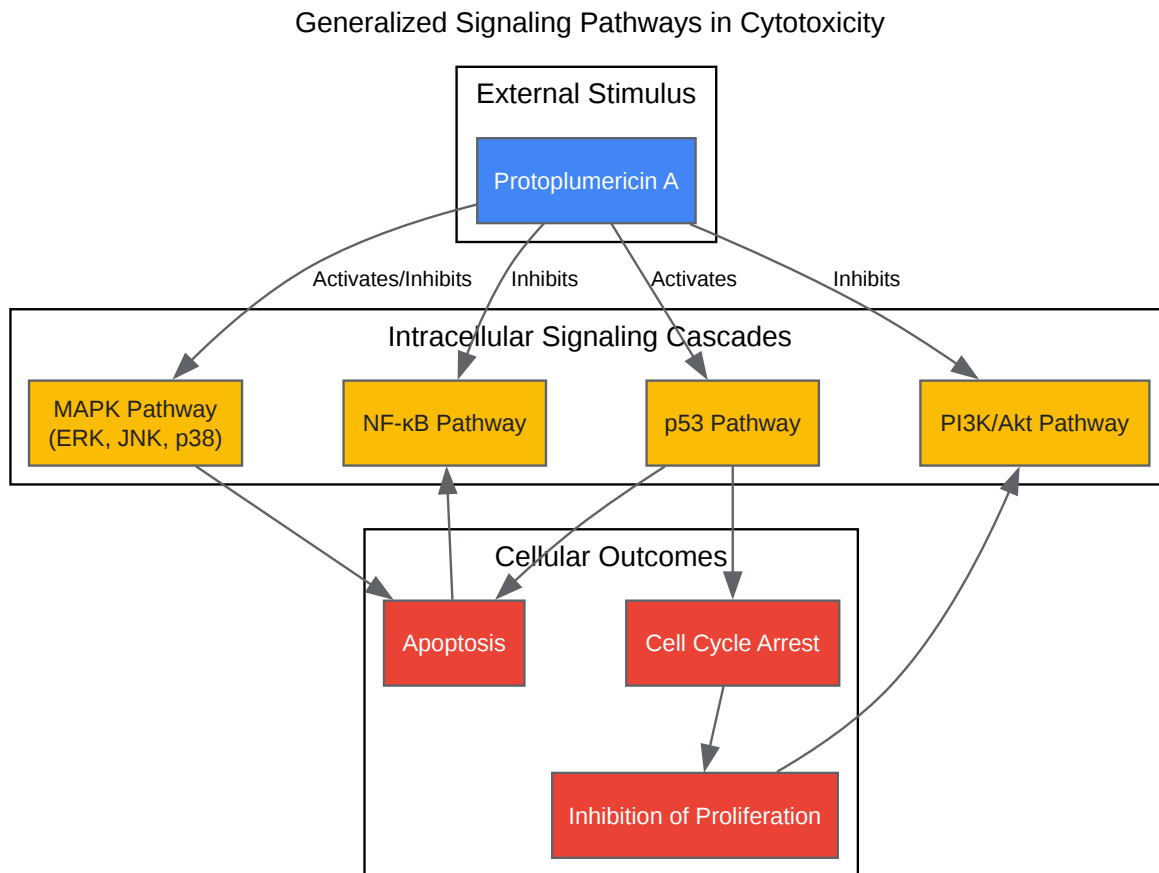 Generalized Signaling Pathways in Cytotoxicity
External Stimulus
Protoplumericin A
Activates/Inhibits
Inhibits
Activates
Inhibits
Intracellular Signaling Cascades
MAPK Pathway
(ERK, JNK, p38)
NF-κB Pathway
p53 Pathway
PI3K/Akt Pathway
Cellular Outcomes
Apoptosis
Cell Cycle Arrest
Inhibition of Proliferation